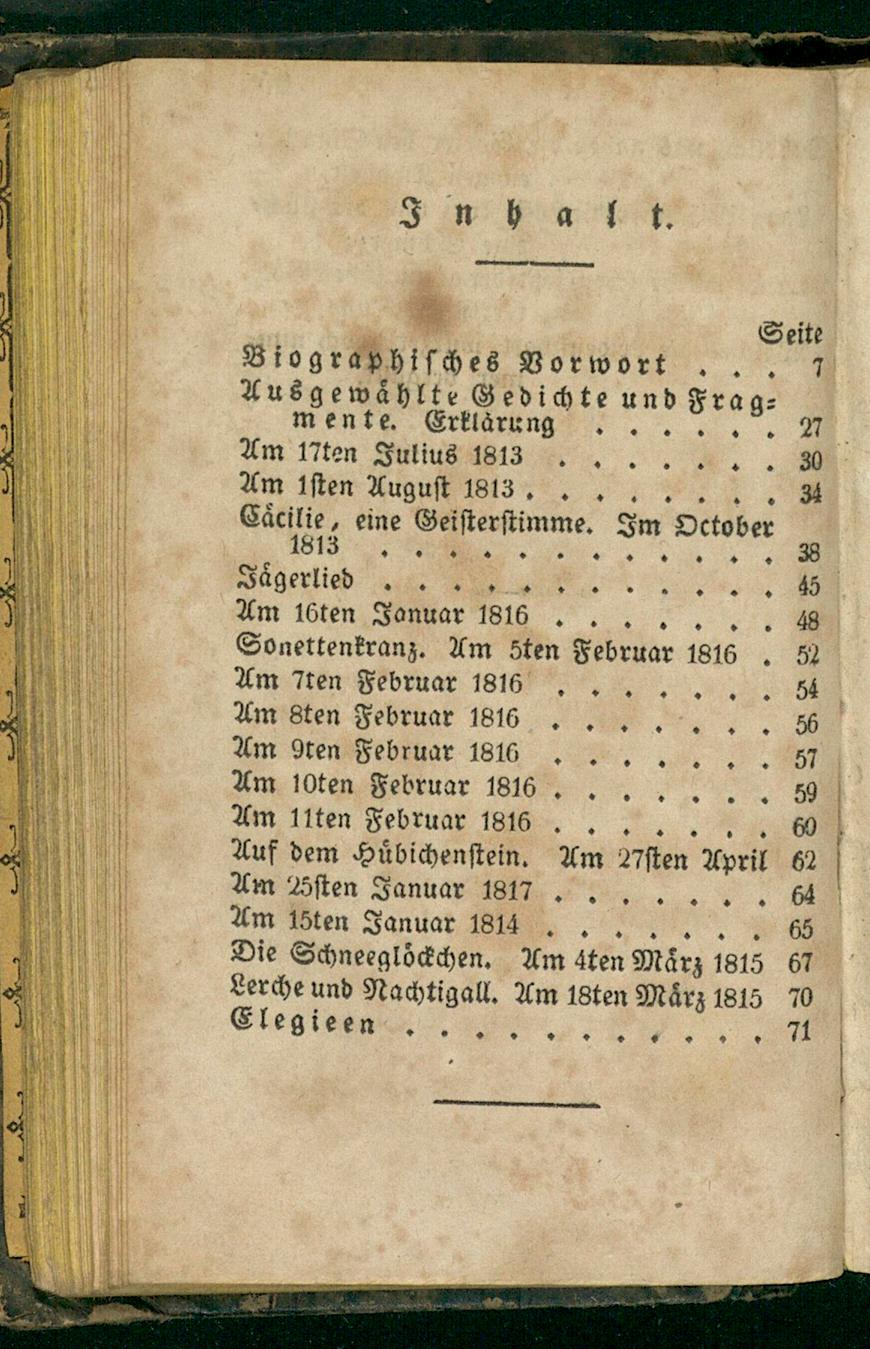 Inhalt.
Seite
Biographisches Vorwort . . . 7
Ausgewählte Gedichte und Frag-
mente. Erklärung . . . . . . 27
Am 17ten Julius 1813 . . . . . . . 30
Am 1sten August 1813 . . . . . . . . 34
Cäcilie, eine Geisterstimme. Im October
1813 . . . . . . . . . . . . 38
Jägerlied . . . . . . . . . . . . 45
Am 16ten Januar 1816 . . . . . . . 48
Sonettenkranz. Am 5ten Februar 1816 . 52
Am 7ten Februar 1816 . . . . . . . 54
Am 8ten Februar 1816 . . . . . . . 56
Am 9ten Februar 1816 . . . . . . . 57
Am 10ten Februar 1816 . . . . . . . 59
Am 11ten Februar 1816 . . . . . . . 60
Auf dem Hübichenstein. Am 27sten April 62
Am 25sten Januar 1817 . . . . . . . 64
Am 15ten Januar 1814 . . . . . . . 65
Die Schneeglöckchen. Am 4ten März 1815 67
Lerche und Nachtigall. Am 18ten März 1815 70
Elegieen . . . . . . . . . . . 71